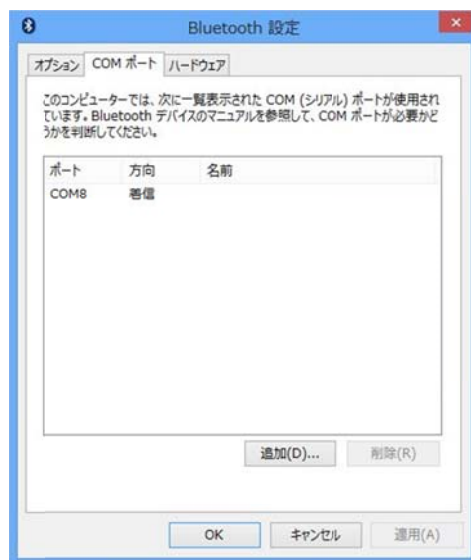 Bluetooth 設定
オプション COM ポート ハードウェア
このコンピューターでは、次に一覧表示された COM (シリアル) ポートが使用され
ています。Bluetooth デバイスのマニュアルを参照して、COM ポートが必要かど
うかを判断してください。
ポート 方向 名前
COM8 着信
追加(D)... 削除(R)
OK キャンセル 適用(A)